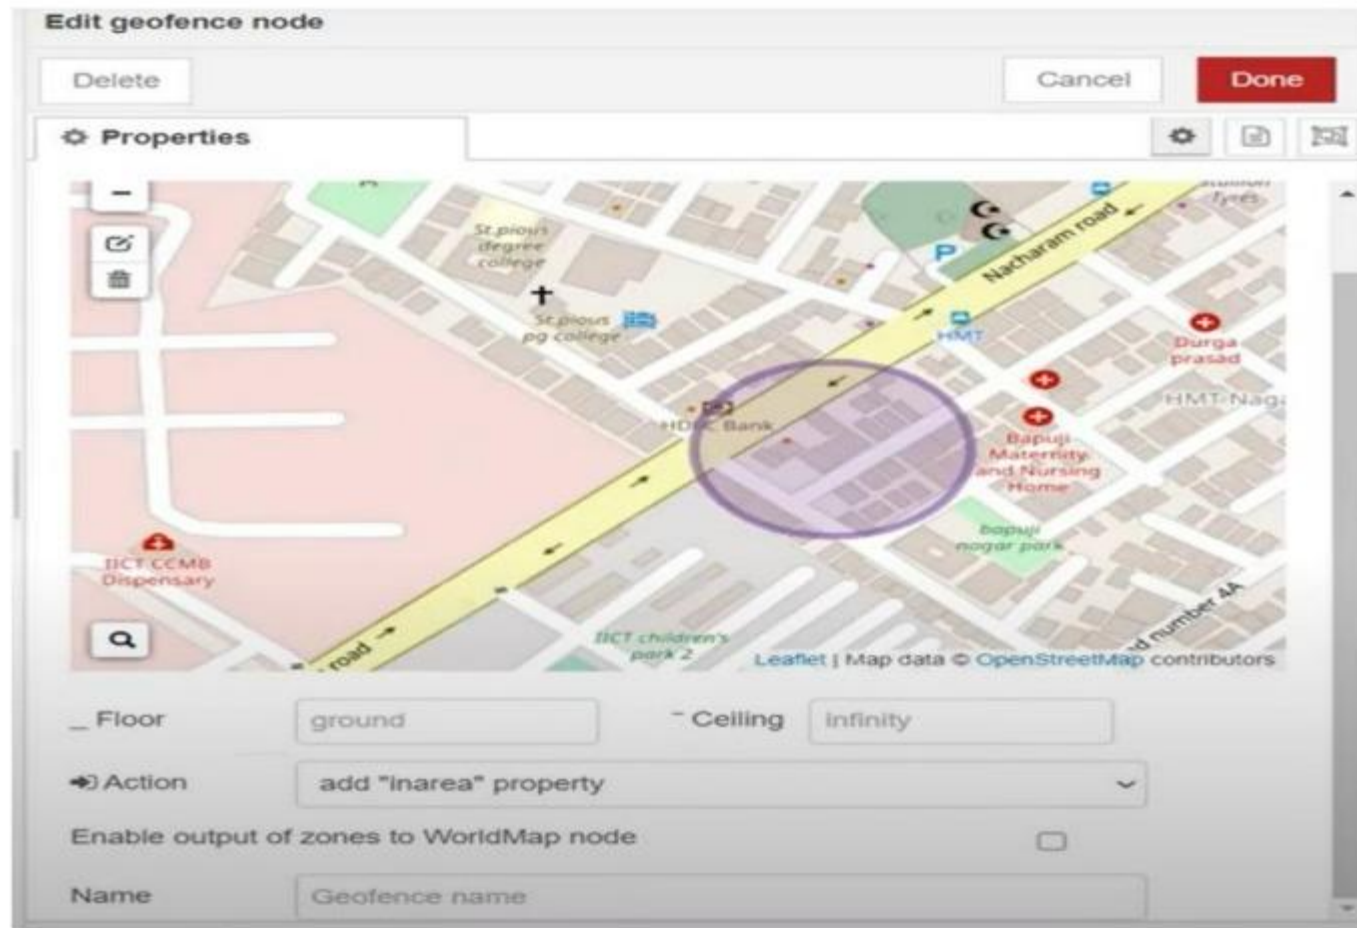 Edit geofence node
Delete
Cancel
Done
Properties
−
St.pious
degree
college
St.pious
pg college
P
Nacharam road
Tyres
HMT
Durga
prasad
HMT-Naga
HDFC Bank
Bapuji
Maternity
and Nursing
Home
bapuji
nagar park
IICT CCMB
Dispensary
IICT children's
park 2
road
d number 4A
Leaflet | Map data © OpenStreetMap contributors
_ Floor
ground
‾ Ceiling
infinity
Action
add "inarea" property
Enable output of zones to WorldMap node
Name
Geofence name